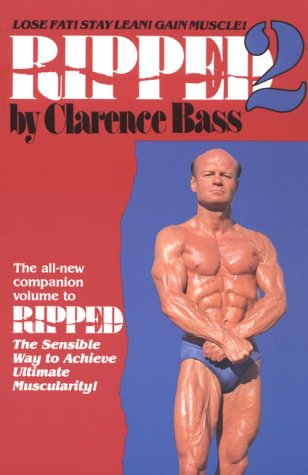 LOSE FAT! STAY LEAN! GAIN MUSCLE!
RIPPED 2
by Clarence Bass
The all-new
companion
volume to
RIPPED
The Sensible
Way to Achieve
Ultimate
Muscularity!